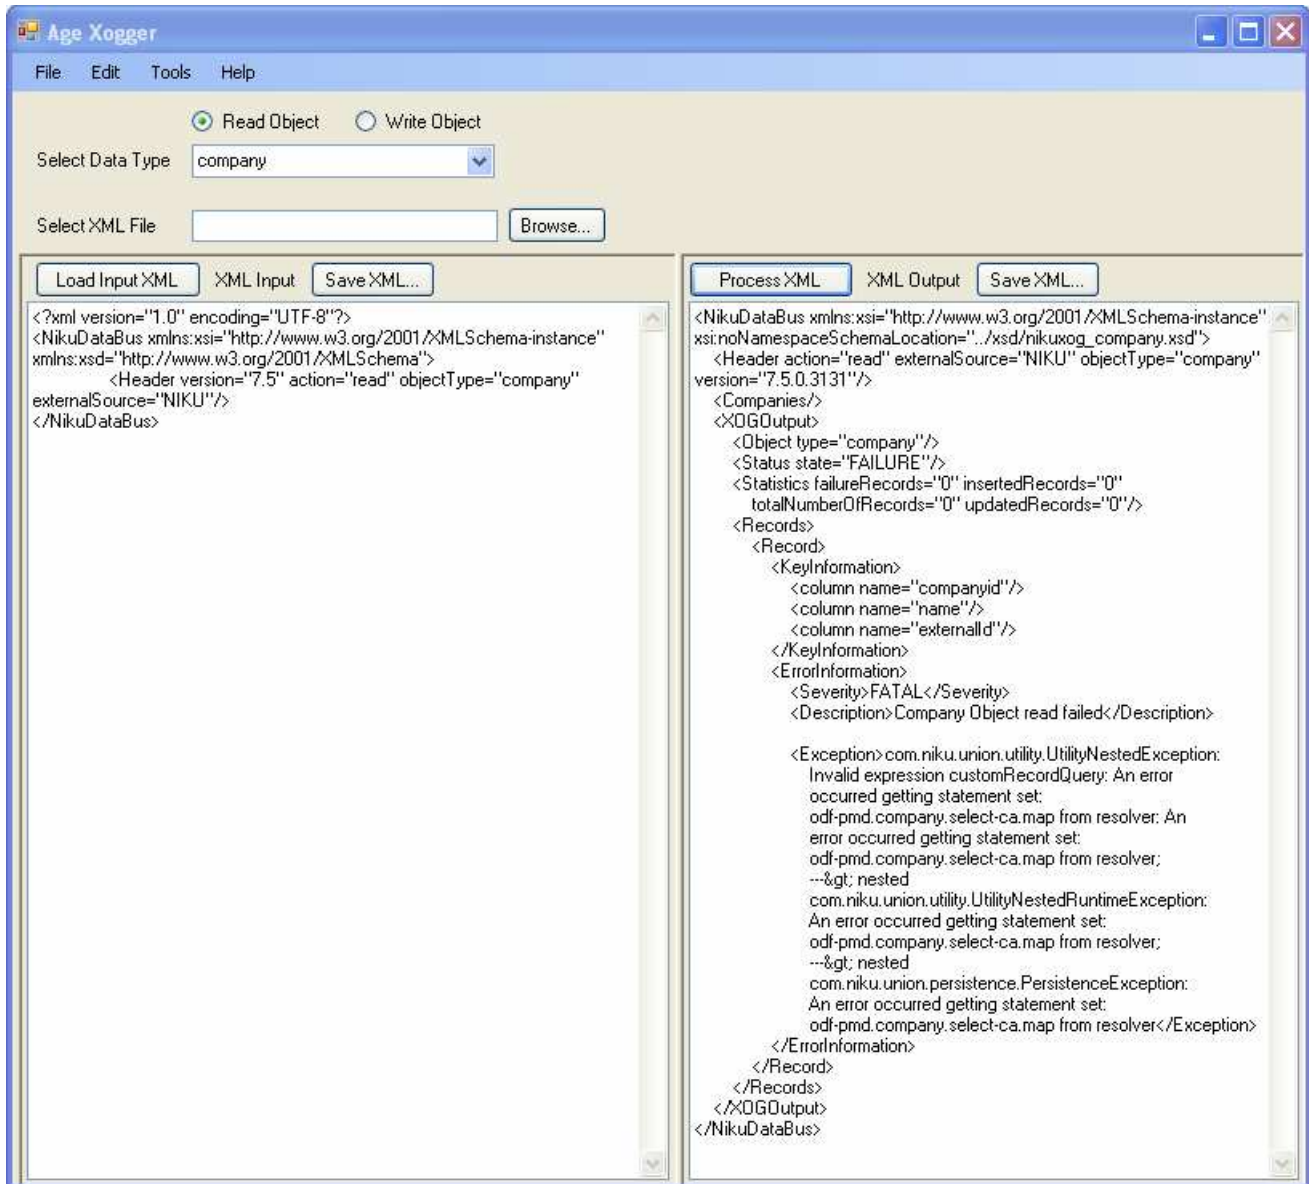 Age Xogger
File Edit Tools Help
Read Object Write Object
Select Data Type company
Select XML File Browse...
Load Input XML XML Input Save XML...
<?xml version="1.0" encoding="UTF-8"?>
<NikuDataBus xmlns:xsi="http://www.w3.org/2001/XMLSchema-instance"
xmlns:xsd="http://www.w3.org/2001/XMLSchema">
<Header version="7.5" action="read" objectType="company"
externalSource="NIKU"/>
</NikuDataBus>
Process XML XML Output Save XML...
<NikuDataBus xmlns:xsi="http://www.w3.org/2001/XMLSchema-instance"
xsi:noNamespaceSchemaLocation="../xsd/nikuxog_company.xsd">
<Header action="read" externalSource="NIKU" objectType="company"
version="7.5.0.3131"/>
<Companies/>
<XOGOutput>
<Object type="company"/>
<Status state="FAILURE"/>
<Statistics failureRecords="0" insertedRecords="0"
totalNumberOfRecords="0" updatedRecords="0"/>
<Records>
<Record>
<KeyInformation>
<column name="companyid"/>
<column name="name"/>
<column name="externalId"/>
</KeyInformation>
<ErrorInformation>
<Severity>FATAL</Severity>
<Description>Company Object read failed</Description>
<Exception>com.niku.union.utility.UtilityNestedException:
Invalid expression customRecordQuery: An error
occurred getting statement set:
odf-pmd.company.select-ca.map from resolver: An
error occurred getting statement set:
odf-pmd.company.select-ca.map from resolver;
---&gt; nested
com.niku.union.utility.UtilityNestedRuntimeException:
An error occurred getting statement set:
odf-pmd.company.select-ca.map from resolver;
---&gt; nested
com.niku.union.persistence.PersistenceException:
An error occurred getting statement set:
odf-pmd.company.select-ca.map from resolver</Exception>
</ErrorInformation>
</Record>
</Records>
</XOGOutput>
</NikuDataBus>